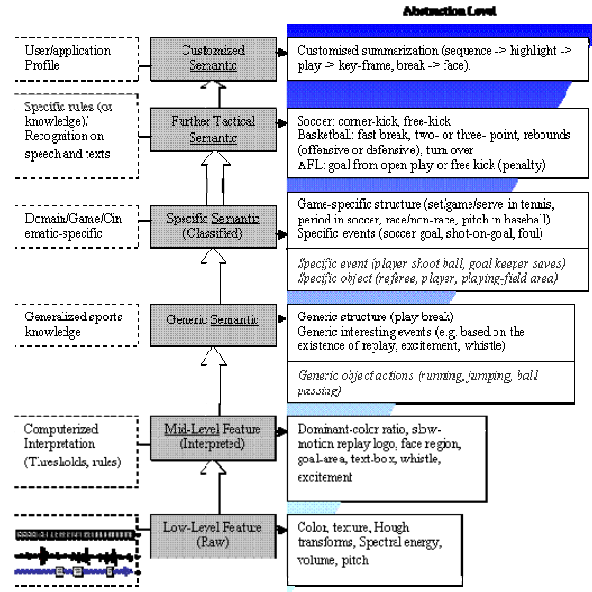 Abstraction Level
User/application
Profile
Customized
Semantic
Customised summarization (sequence -> highlight ->
play -> key-frame, break -> face).
Specific rules (or
knowledge)/
Recognition on
speech and texts
Further Tactical
Semantic
Soccer: corner-kick, free-kick
Basketball: fast break, two- or three- point, rebounds
(offensive or defensive), turn over
AFL: goal from open play or free kick (penalty)
Domain/Game/Cin
ematic-specific
Specific Semantic
(Classified)
Game-specific structure (set/game/serve in tennis,
period in soccer, race/non-race, pitch in baseball)
Specific events (soccer goal, shot-on-goal, foul)
Specific event (player shoot ball, goal keeper saves)
Specific object (referee, player, playing-field area)
Generalized sports
knowledge
Generic Semantic
Generic structure (play break)
Generic interesting events (e.g. based on the
existence of replay, excitement, whistle)
Generic object actions (running, jumping, ball
passing)
Computerized
Interpretation
(Thresholds, rules)
Mid-Level Feature
(Interpreted)
Dominant-color ratio, slow-
motion replay logo, face region,
goal-area, text-box, whistle,
excitement
Low-Level Feature
(Raw)
Color, texture, Hough
transforms, Spectral energy,
volume, pitch